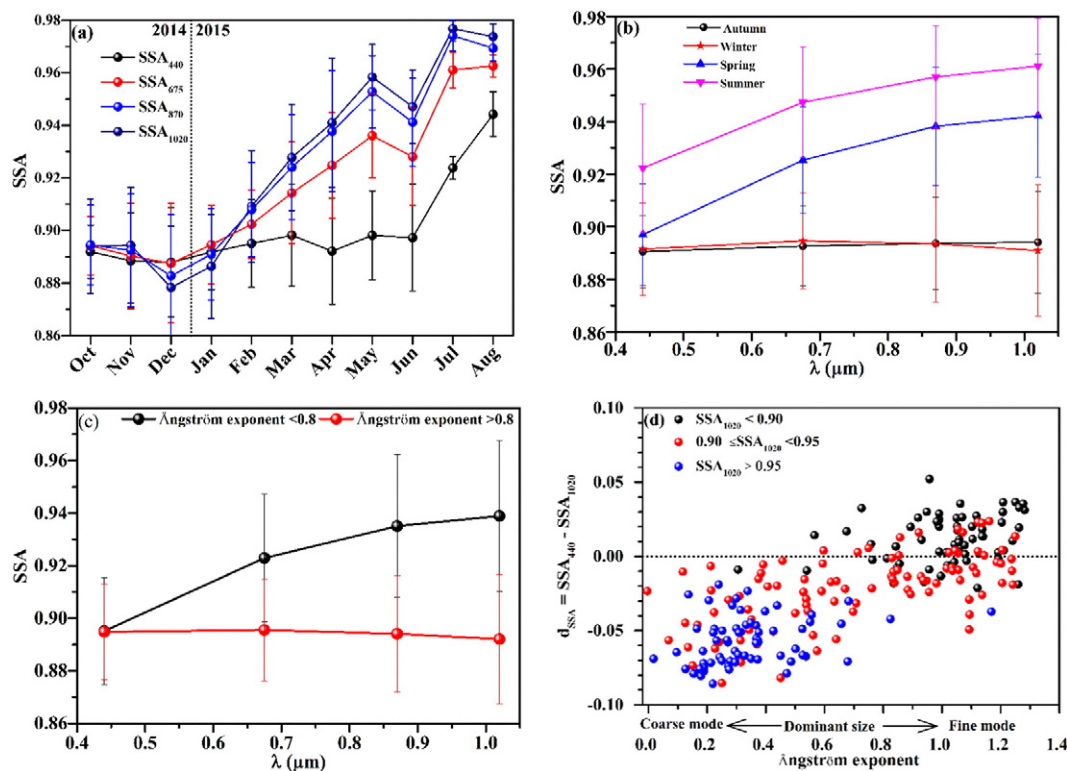 (a)
2014
2015
SSA440
SSA675
SSA870
SSA1020
0.98
0.96
0.94
0.92
0.90
0.88
0.86
SSA
Oct
Nov
Dec
Jan
Feb
Mar
Apr
May
Jun
Jul
Aug
(b)
Autumn
Winter
Spring
Summer
0.98
0.96
0.94
0.92
0.90
0.88
0.86
SSA
0.4 0.5 0.6 0.7 0.8 0.9 1.0
λ (μm)
(c)
Ångström exponent <0.8
Ångström exponent >0.8
0.98
0.96
0.94
0.92
0.90
0.88
0.86
SSA
0.4 0.5 0.6 0.7 0.8 0.9 1.0
λ (μm)
(d)
SSA1020 < 0.90
0.90 ≤SSA1020 <0.95
SSA1020 > 0.95
0.10
0.05
0.00
-0.05
-0.10
dSSA = SSA440 - SSA1020
Coarse mode
Dominant size
Fine mode
0.0 0.2 0.4 0.6 0.8 1.0 1.2 1.4
Ångström exponent